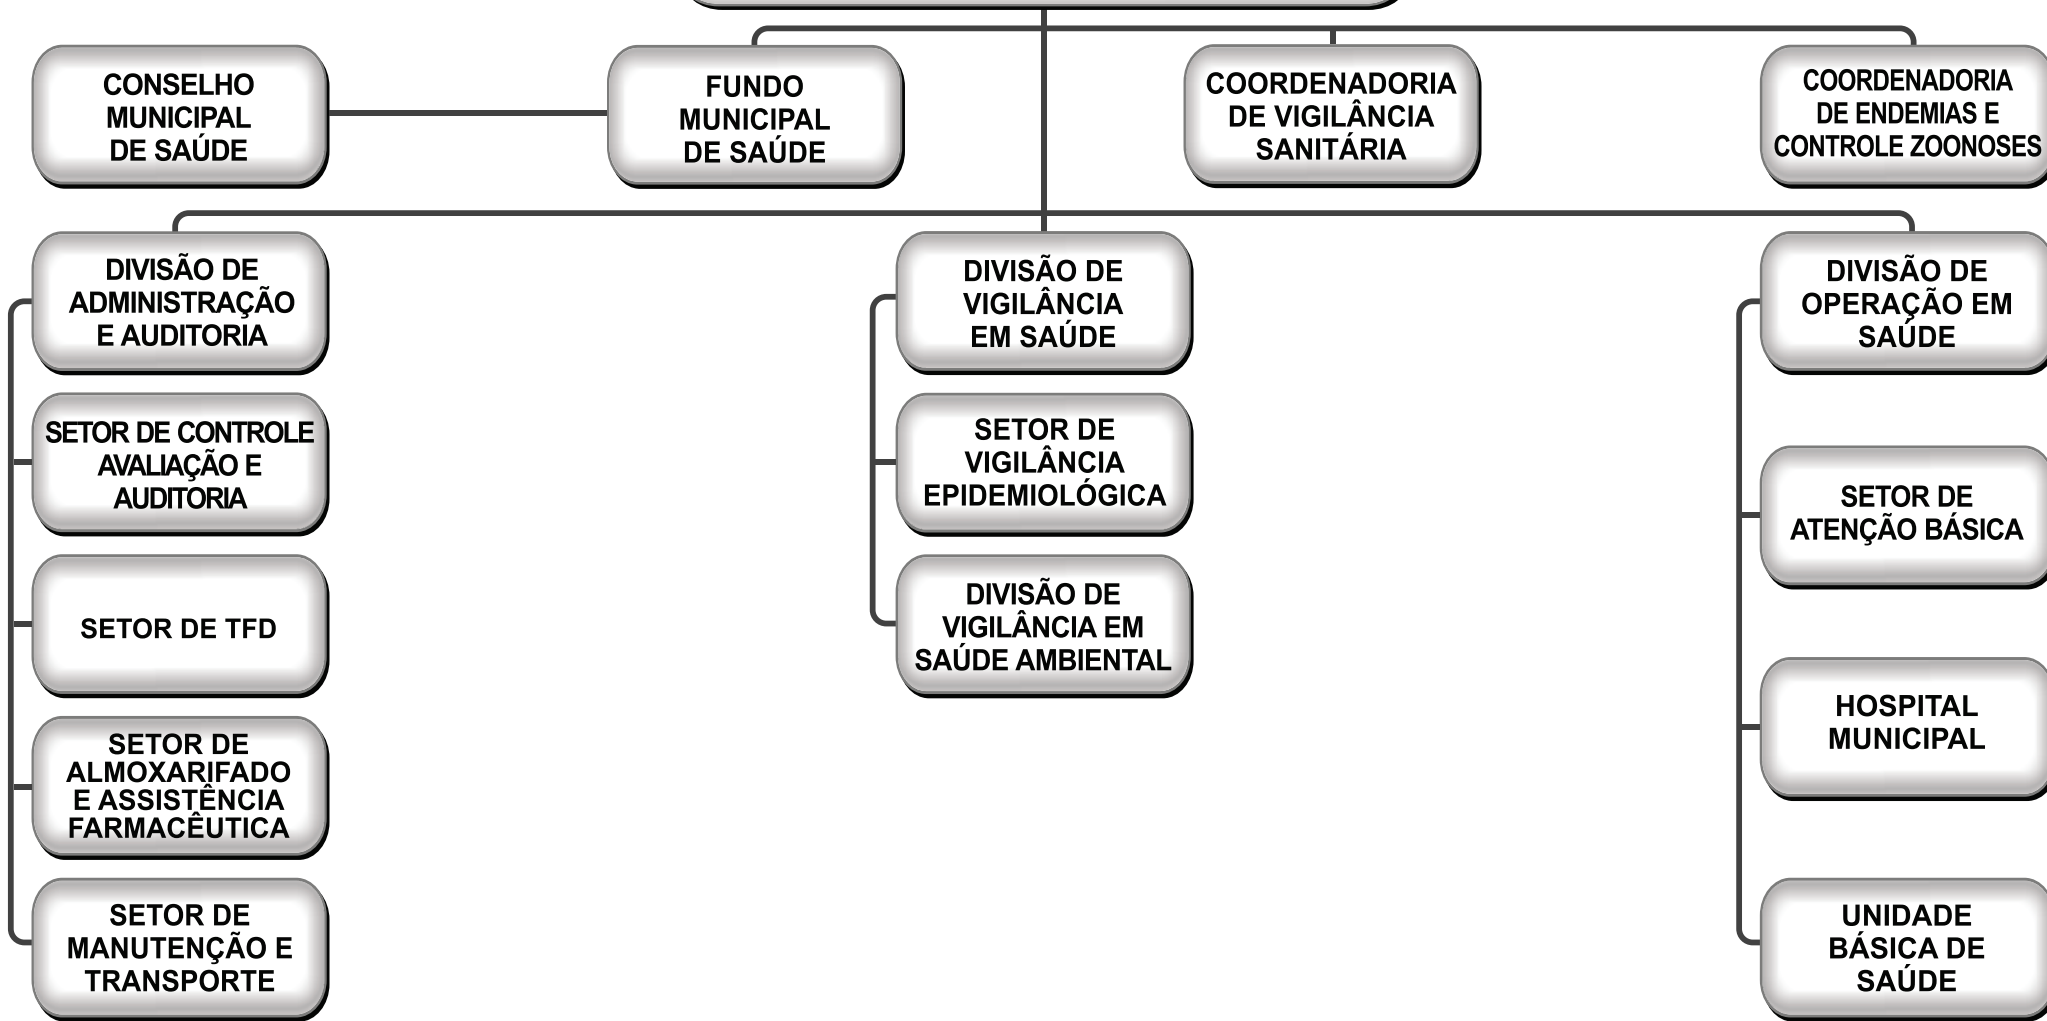 CONSELHO
MUNICIPAL
DE SAÚDE
FUNDO
MUNICIPAL
DE SAÚDE
COORDENADORIA
DE VIGILÂNCIA
SANITÁRIA
COORDENADORIA
DE ENDEMIAS E
CONTROLE ZOONOSES
DIVISÃO DE
ADMINISTRAÇÃO
E AUDITORIA
SETOR DE CONTROLE
AVALIAÇÃO E
AUDITORIA
SETOR DE TFD
SETOR DE
ALMOXARIFADO
E ASSISTÊNCIA
FARMACÊUTICA
SETOR DE
MANUTENÇÃO E
TRANSPORTE
DIVISÃO DE
VIGILÂNCIA
EM SAÚDE
SETOR DE
VIGILÂNCIA
EPIDEMIOLÓGICA
DIVISÃO DE
VIGILÂNCIA EM
SAÚDE AMBIENTAL
DIVISÃO DE
OPERAÇÃO EM
SAÚDE
SETOR DE
ATENÇÃO BÁSICA
HOSPITAL
MUNICIPAL
UNIDADE
BÁSICA DE
SAÚDE